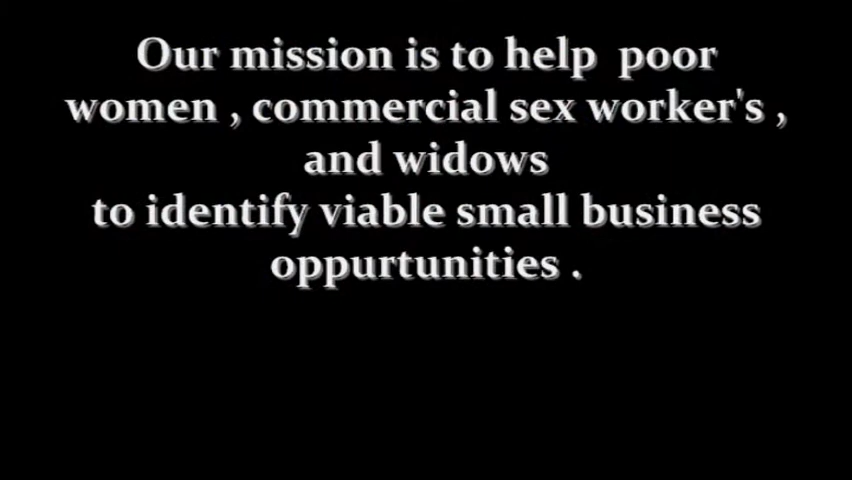 Our mission is to help  poor
women , commercial sex worker's ,
and widows
to identify viable small business
oppurtunities .